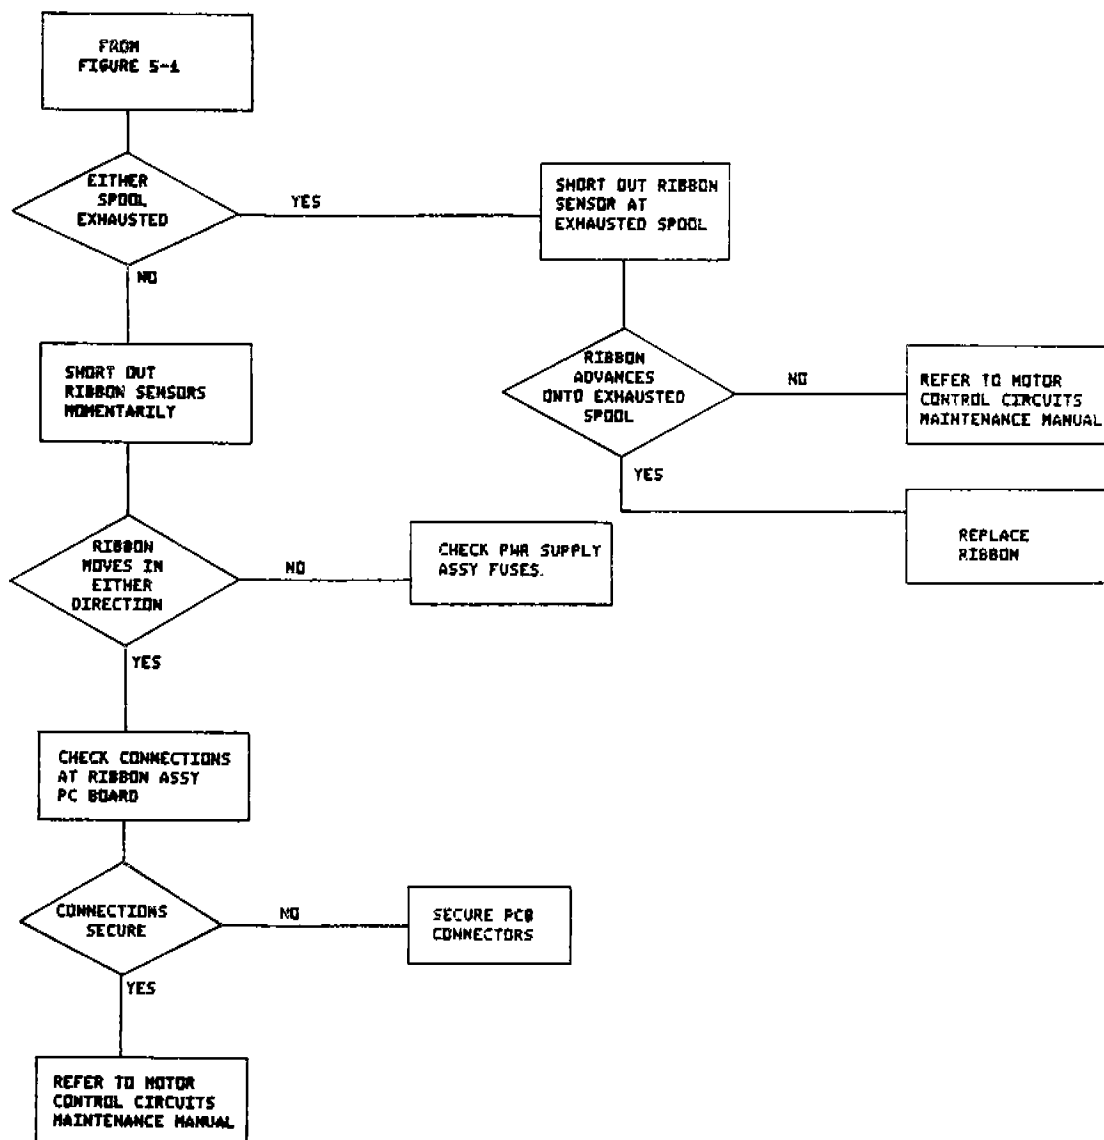 FROM
FIGURE 5-1
EITHER
SPOOL
EXHAUSTED
YES
NO
SHORT OUT RIBBON
SENSOR AT
EXHAUSTED SPOOL
RIBBON
ADVANCES
ONTO EXHAUSTED
SPOOL
NO
REFER TO MOTOR
CONTROL CIRCUITS
MAINTENANCE MANUAL
YES
REPLACE
RIBBON
SHORT OUT
RIBBON SENSORS
MOMENTARILY
RIBBON
MOVES IN
EITHER
DIRECTION
NO
CHECK PWR SUPPLY
ASSY FUSES.
YES
CHECK CONNECTIONS
AT RIBBON ASSY
PC BOARD
CONNECTIONS
SECURE
NO
SECURE PCB
CONNECTORS
YES
REFER TO MOTOR
CONTROL CIRCUITS
MAINTENANCE MANUAL